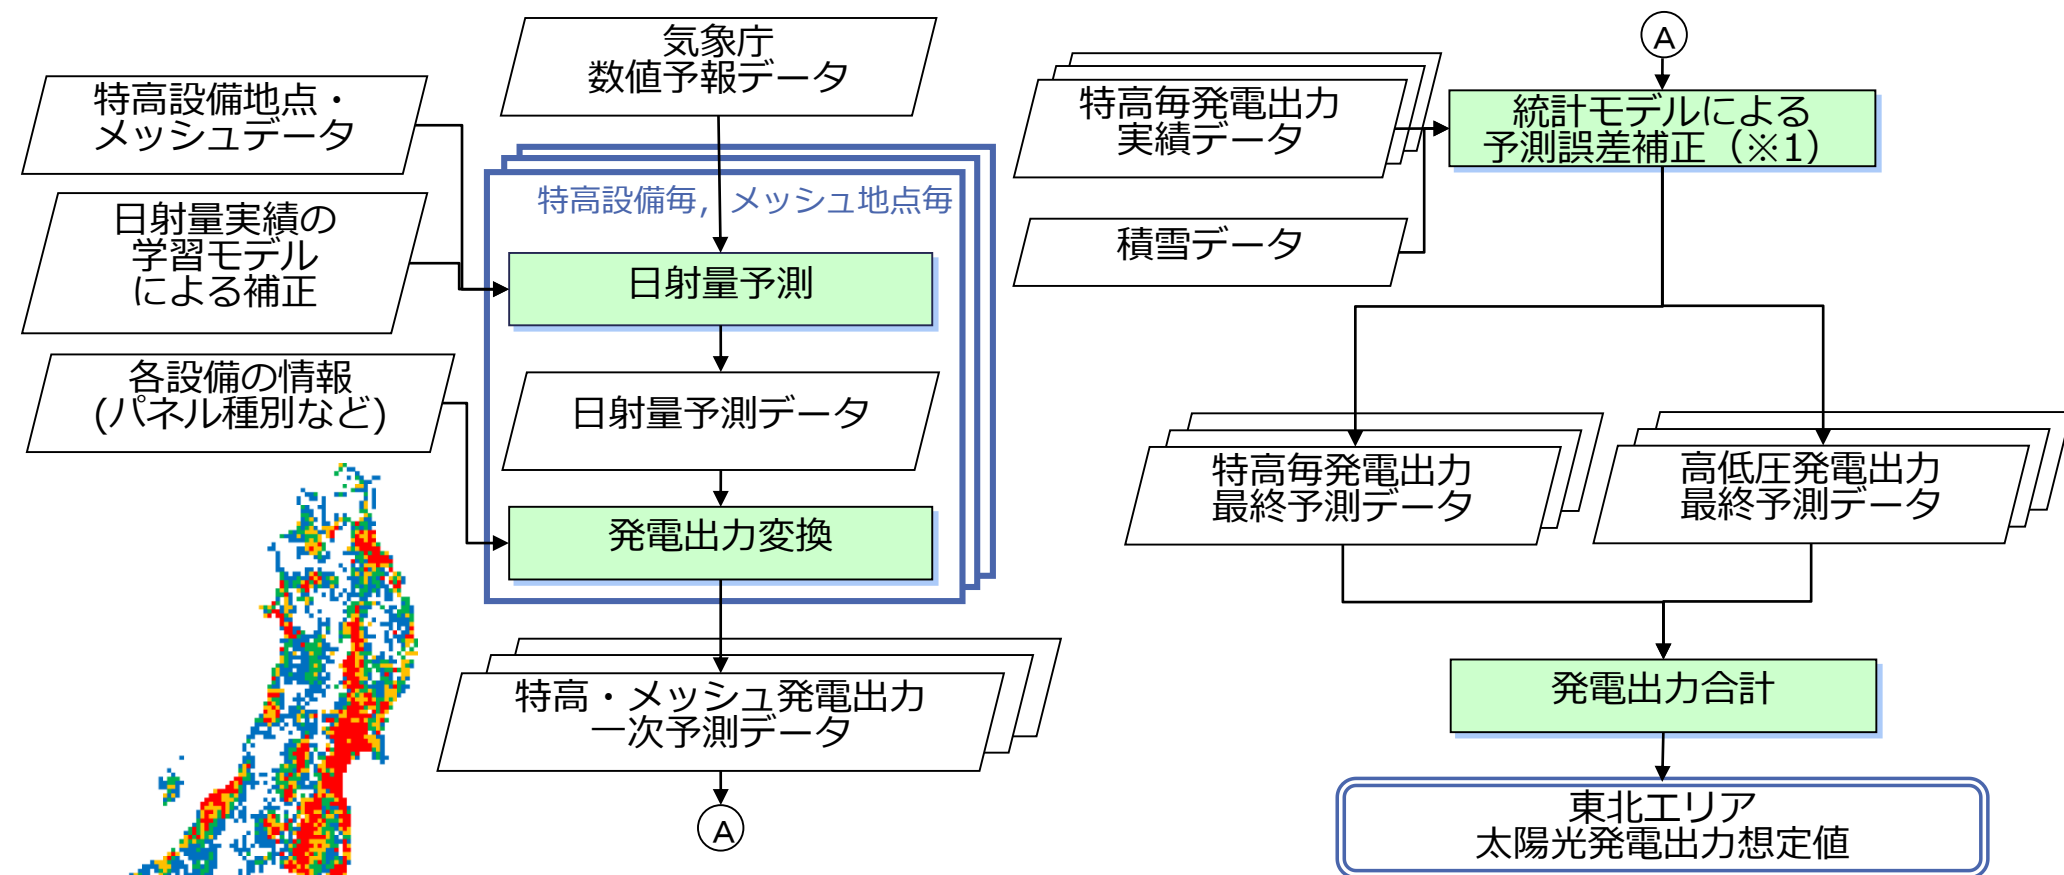 気象庁
数値予報データ
特高設備地点・
メッシュデータ
日射量実績の
学習モデル
による補正
各設備の情報
(パネル種別など)
特高設備毎，メッシュ地点毎
日射量予測
日射量予測データ
発電出力変換
特高・メッシュ発電出力
一次予測データ
A
A
特高毎発電出力
実績データ
積雪データ
統計モデルによる
予測誤差補正（※1）
特高毎発電出力
最終予測データ
高低圧発電出力
最終予測データ
発電出力合計
東北エリア
太陽光発電出力想定値